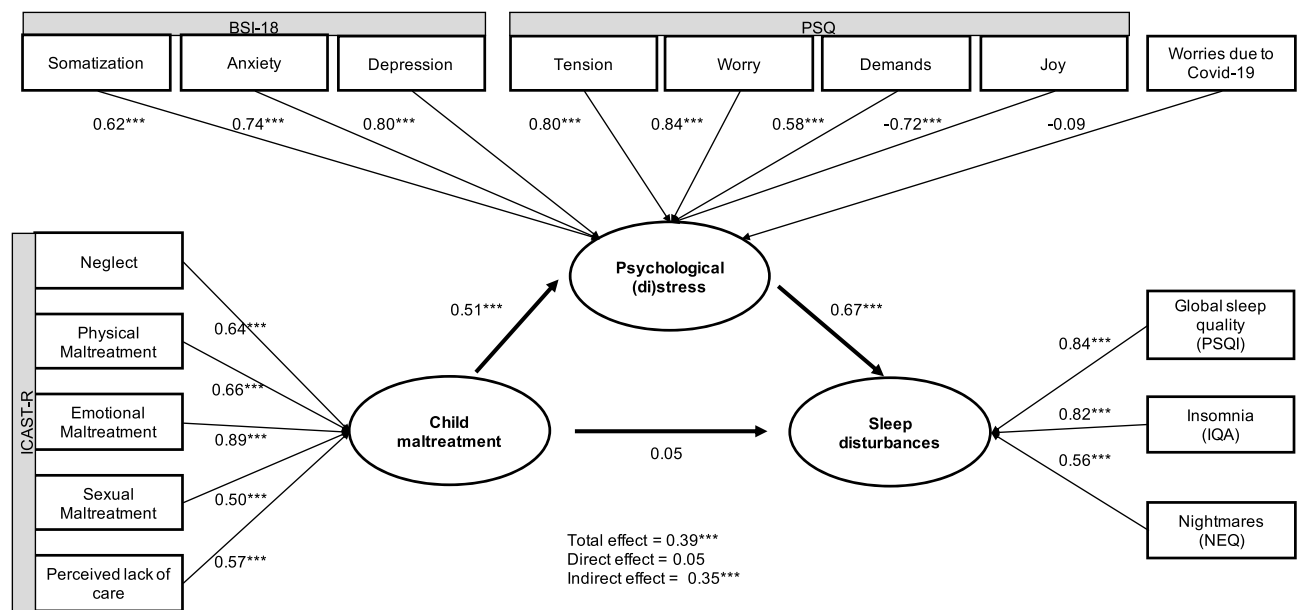 BSI-18
PSQ
Somatization
Anxiety
Depression
Tension
Worry
Demands
Joy
Worries due to
Covid-19
0.62***
0.74***
0.80***
0.80***
0.84***
0.58***
-0.72***
-0.09
Psychological
(di)stress
ICAST-R
Neglect
Physical
Maltreatment
Emotional
Maltreatment
Sexual
Maltreatment
Perceived lack of
care
0.64***
0.66***
0.89***
0.50***
0.57***
Child
maltreatment
0.51***
0.67***
0.05
Sleep
disturbances
0.84***
0.82***
0.56***
Global sleep
quality
(PSQI)
Insomnia
(IQA)
Nightmares
(NEQ)
Total effect = 0.39***
Direct effect = 0.05
Indirect effect = 0.35***